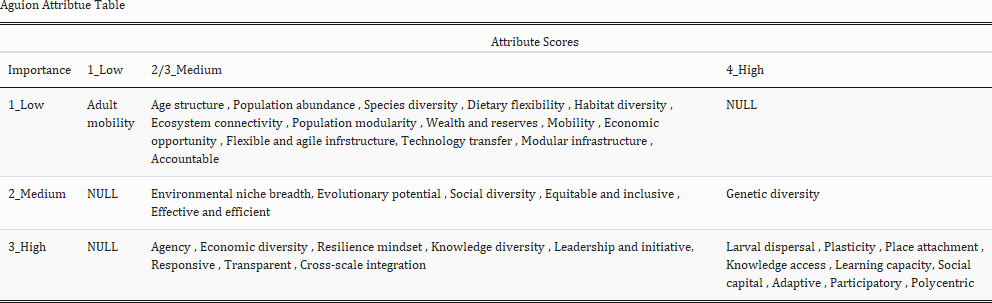 Aguion Attribtue Table
Attribute Scores
Importance 1_Low 2/3_Medium 4_High
1_Low Adult Age structure , Population abundance , Species diversity , Dietary flexibility , Habitat diversity , NULL
mobility Ecosystem connectivity , Population modularity , Wealth and reserves , Mobility , Economic
opportunity , Flexible and agile infrstructure, Technology transfer , Modular infrastructure ,
Accountable
2_Medium NULL Environmental niche breadth, Evolutionary potential , Social diversity , Equitable and inclusive , Genetic diversity
Effective and efficient
3_High NULL Agency , Economic diversity , Resilience mindset , Knowledge diversity , Leadership and initiative, Larval dispersal , Plasticity , Place attachment ,
Responsive , Transparent , Cross-scale integration Knowledge access , Learning capacity, Social
capital , Adaptive , Participatory , Polycentric